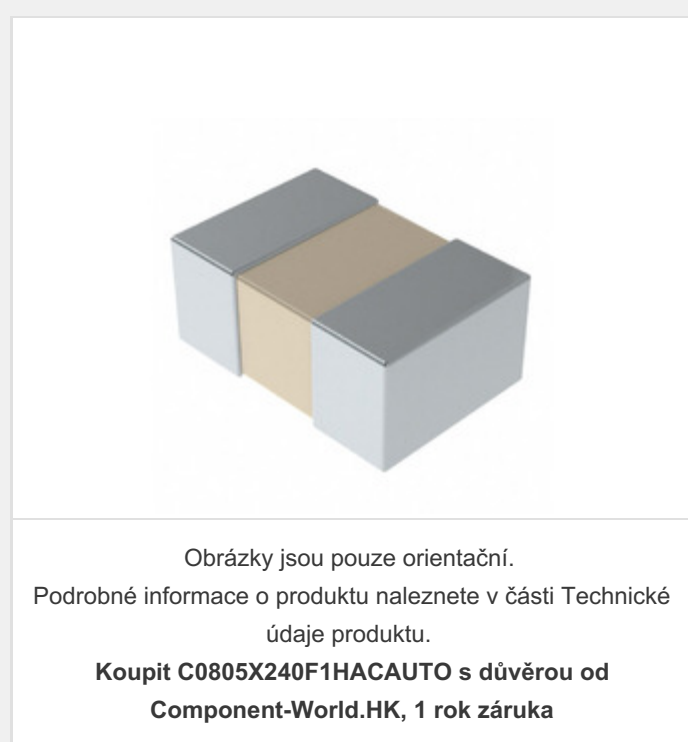 Obrázky jsou pouze orientační.
Podrobné informace o produktu naleznete v části Technické
údaje produktu.
Koupit C0805X240F1HACAUTO s důvěrou od
Component-World.HK, 1 rok záruka